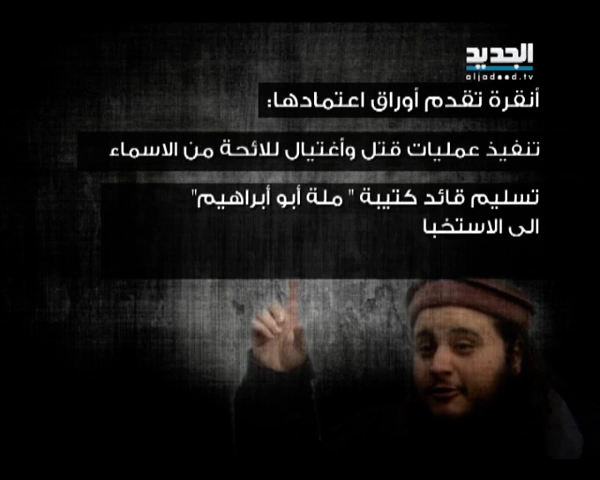 الجديد
aljadeed.tv
أنقرة تقدم أوراق اعتمادها:
تنفيذ عمليات قتل وأغتيال للائحة من الاسماء
تسليم قائد كتيبة " ملة أبو أبراهيم"
الى الاستخبا